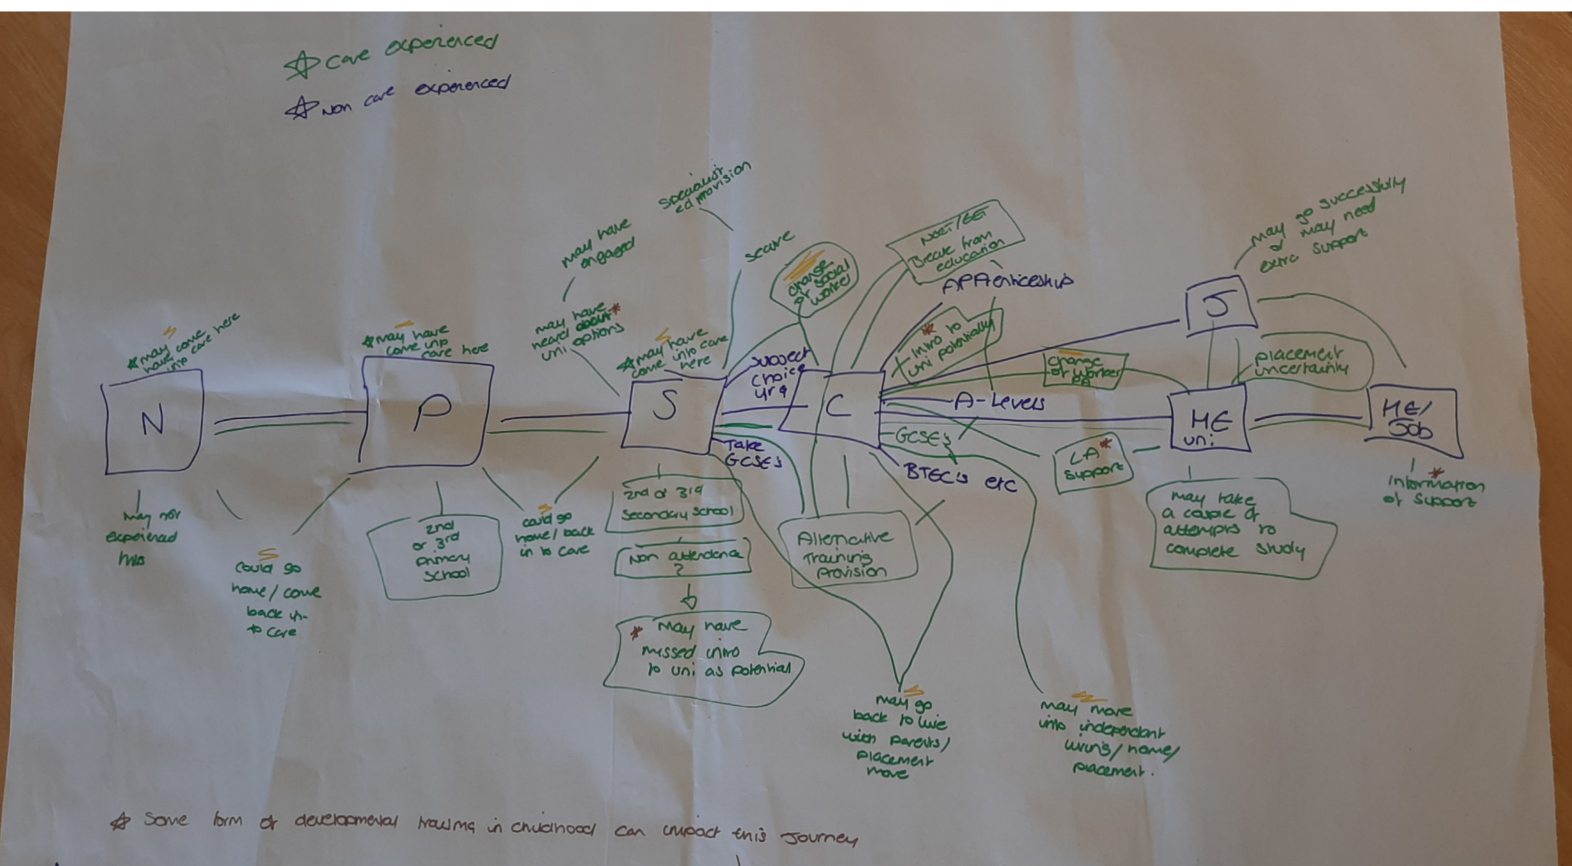 ☆ care experienced
☆ Non care experienced
specialist
ed provision
secure
may have
engaged
may have
heard about *
uni options
change
of social
worker
NEET/EET
Break from
education
Apprenticeship
may go successfully
or may need
extra support
* may
have come
into care
here
* may have
come into
care here
* may have
come into care
here
*
intro to
uni potentially
J
change
of worker
PA
placement
uncertainty
N
P
S
Subject
choice
yr 9
C
A-Levels
HE
uni
HE/
Job
Take
GCSEs
GCSE's
BTEC's etc
LA *
support
*
information
of support
may not
experienced
this
could go
home/come
back in
to care
2nd
or 3rd
primary
school
could go
home/back
in to care
2nd or 3rd
Secondary School
Non attendence
?
* may have
missed intro
to uni as potential
Alternative
Training
Provision
may take
a couple of
attempts to
complete study
may go
back to live
with parents/
placement
move
may move
into independant
living/home/
placement.
☆ Some form of developmental trauma in childhood can impact this journey